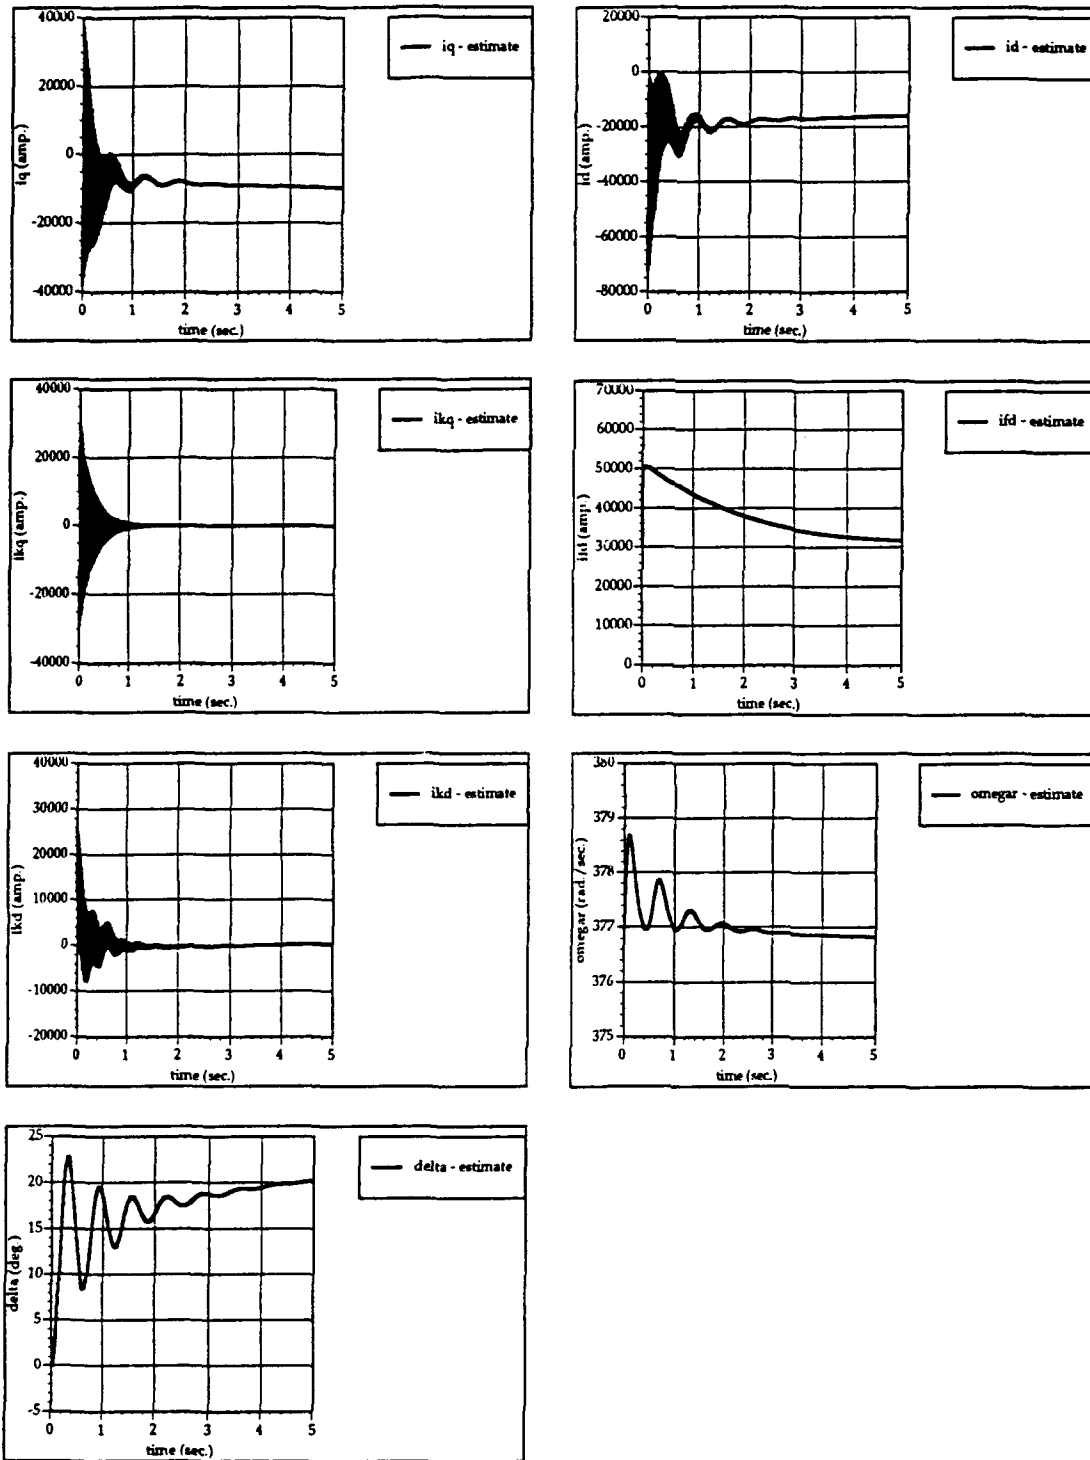 40000
20000
0
-20000
-40000
iq (amp.)
0 1 2 3 4 5
time (sec.)
iq - estimate
20000
0
-20000
-40000
-60000
-80000
id (amp.)
0 1 2 3 4 5
time (sec.)
id - estimate
40000
20000
0
-20000
-40000
ikq (amp.)
0 1 2 3 4 5
time (sec.)
ikq - estimate
70000
60000
50000
40000
30000
20000
10000
0
ifd (amp.)
0 1 2 3 4 5
time (sec.)
ifd - estimate
40000
30000
20000
10000
0
-10000
-20000
ikd (amp.)
0 1 2 3 4 5
time (sec.)
ikd - estimate
380
379
378
377
376
375
omegar (rad./sec.)
0 1 2 3 4 5
time (sec.)
omegar - estimate
25
20
15
10
5
0
-5
delta (deg.)
0 1 2 3 4 5
time (sec.)
delta - estimate